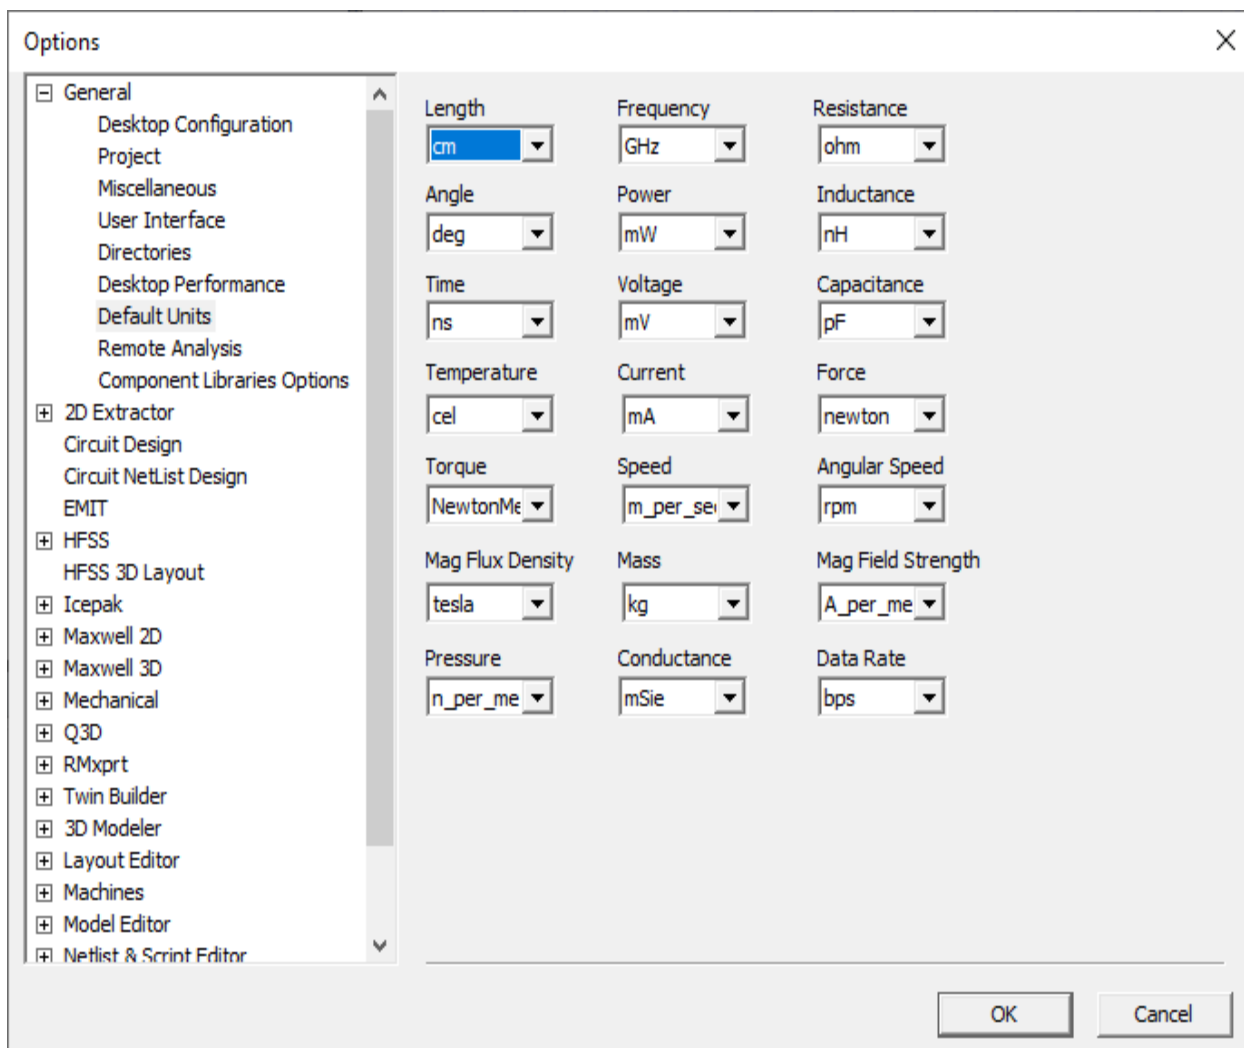 Options
General
Desktop Configuration
Project
Miscellaneous
User Interface
Directories
Desktop Performance
Default Units
Remote Analysis
Component Libraries Options
2D Extractor
Circuit Design
Circuit NetList Design
EMIT
HFSS
HFSS 3D Layout
Icepak
Maxwell 2D
Maxwell 3D
Mechanical
Q3D
RMxprt
Twin Builder
3D Modeler
Layout Editor
Machines
Model Editor
Netlist & Script Editor
Length Frequency Resistance
cm GHz ohm
Angle Power Inductance
deg mW nH
Time Voltage Capacitance
ns mV pF
Temperature Current Force
cel mA newton
Torque Speed Angular Speed
NewtonMe m_per_se rpm
Mag Flux Density Mass Mag Field Strength
tesla kg A_per_me
Pressure Conductance Data Rate
n_per_me mSie bps
OK Cancel